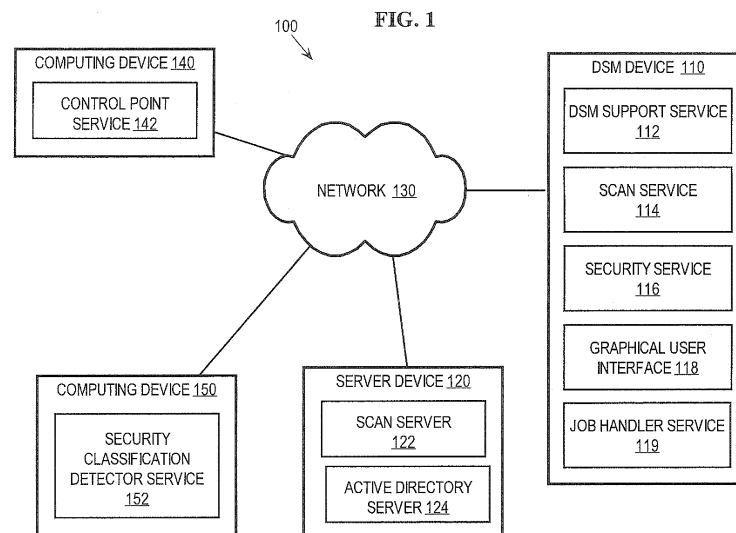 FIG. 1
100
COMPUTING DEVICE 140
CONTROL POINT
SERVICE 142
NETWORK 130
DSM DEVICE 110
DSM SUPPORT SERVICE
112
SCAN SERVICE
114
SECURITY SERVICE
116
GRAPHICAL USER
INTERFACE 118
JOB HANDLER SERVICE
119
COMPUTING DEVICE 150
SECURITY
CLASSIFICATION
DETECTOR SERVICE
152
SERVER DEVICE 120
SCAN SERVER
122
ACTIVE DIRECTORY
SERVER 124